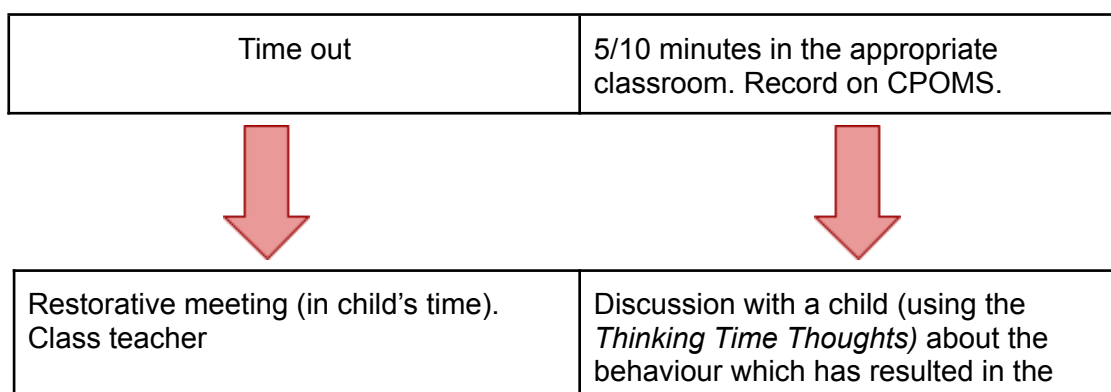 Time out
5/10 minutes in the appropriate
classroom. Record on CPOMS.
Restorative meeting (in child’s time).
Class teacher
Discussion with a child (using the
Thinking Time Thoughts) about the
behaviour which has resulted in the